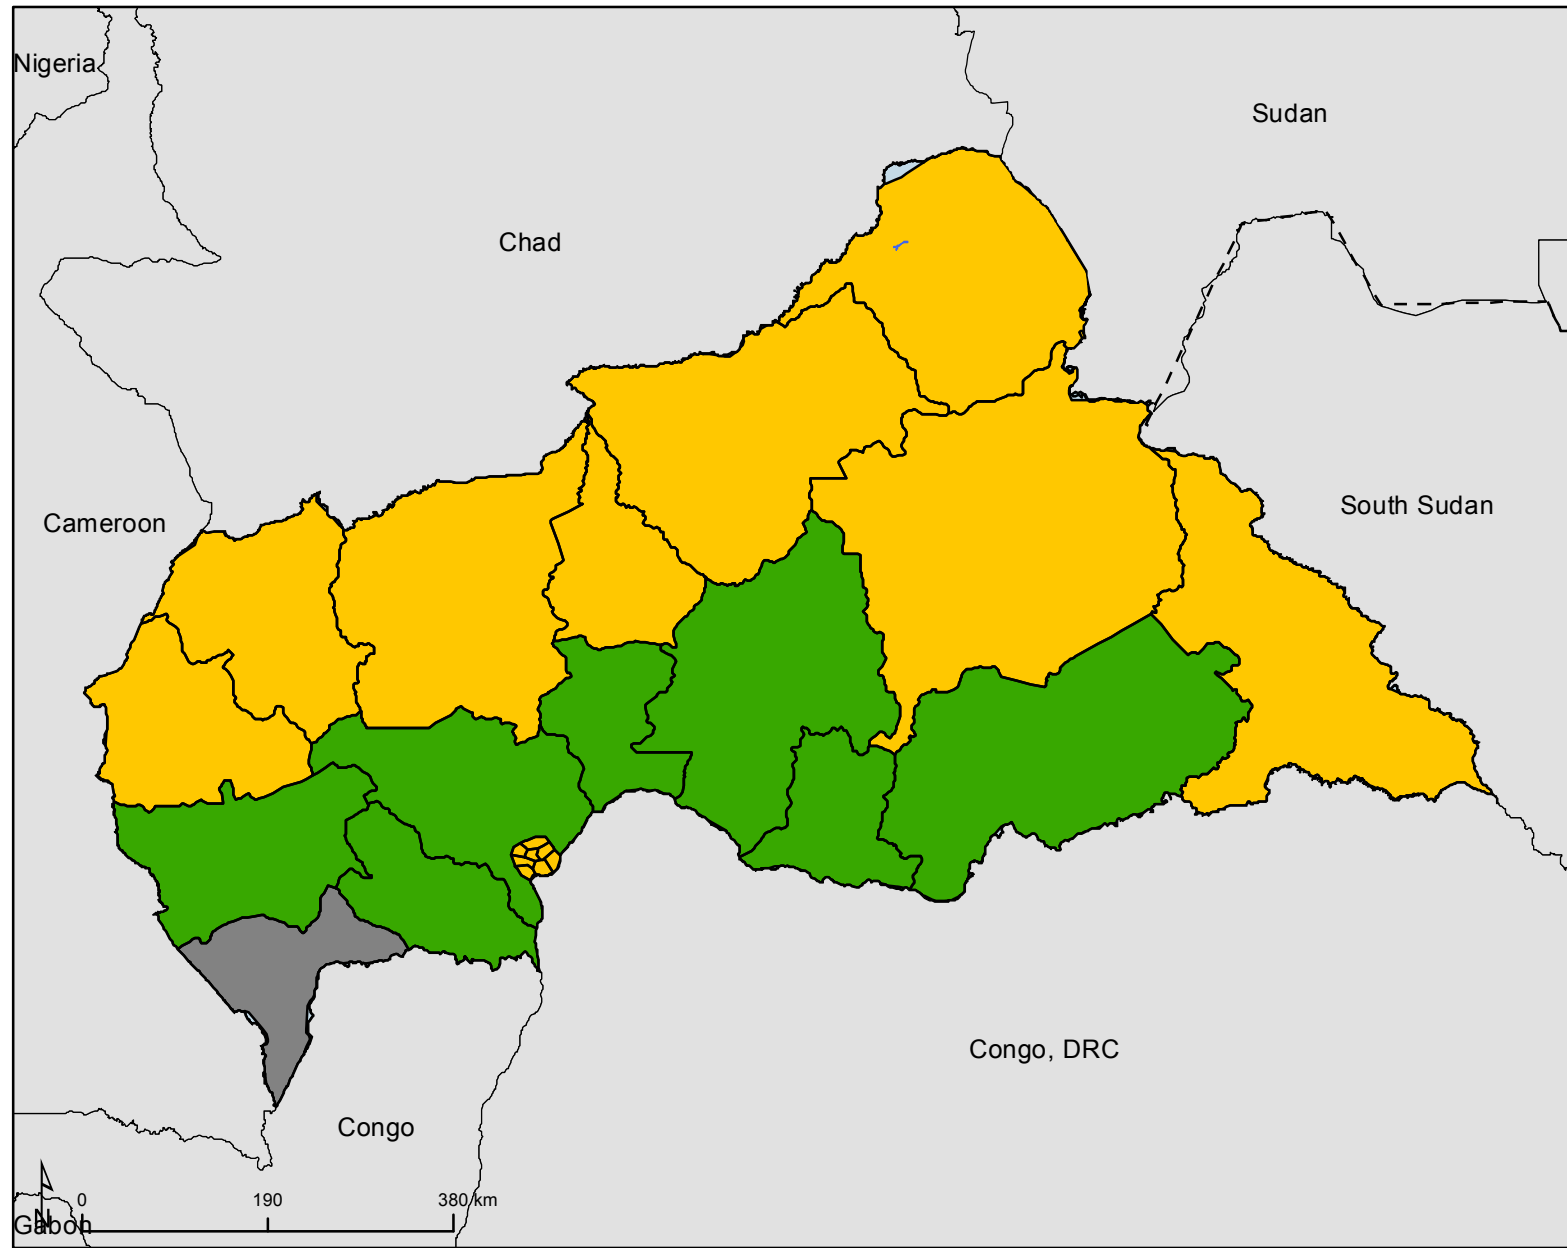 Nigeria
Sudan
Chad
South Sudan
Cameroon
Congo, DRC
Congo
0 190 380 km
N
Gabon